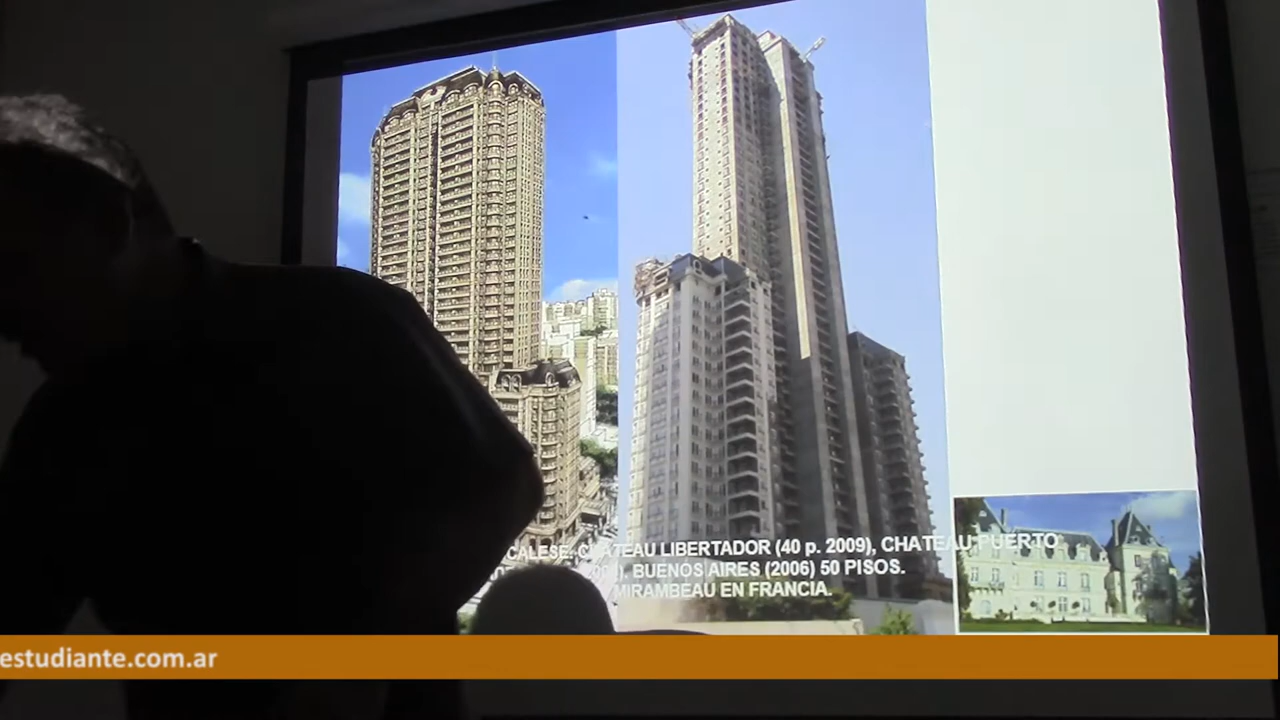 CALESE. CHATEAU LIBERTADOR (40 p. 2009), CHATEAU PUERTO
BUENOS AIRES (2006) 50 PISOS.
MIRAMBEAU EN FRANCIA.
estudiante.com.ar